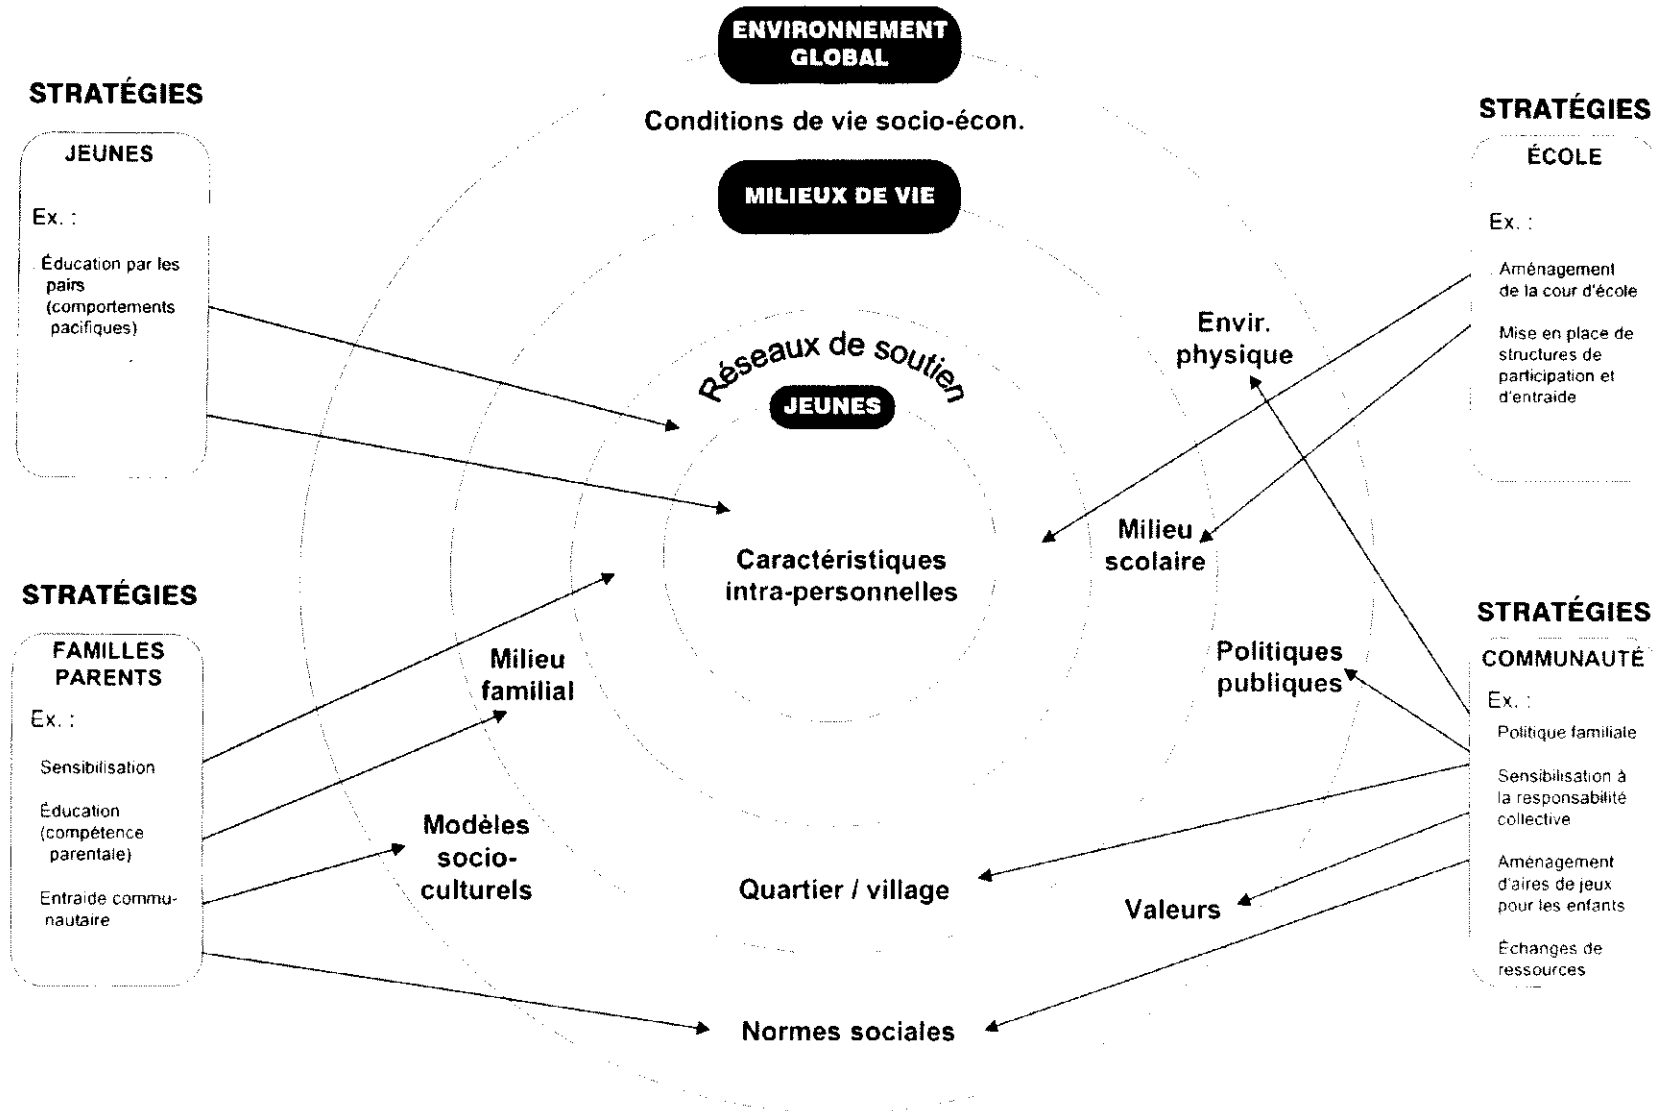 ENVIRONNEMENT
GLOBAL
Conditions de vie socio-écon.
MILIEUX DE VIE
Réseaux de soutien
JEUNES
Caractéristiques
intra-personnelles
Envir.
physique
Milieu
scolaire
Politiques
publiques
Milieu
familial
Modèles
socio-
culturels
Quartier / village
Valeurs
Normes sociales
STRATÉGIES
JEUNES
Ex. :
Éducation par les
pairs
(comportements
pacifiques)
STRATÉGIES
FAMILLES
PARENTS
Ex. :
Sensibilisation
Éducation
(compétence
parentale)
Entraide commu-
nautaire
STRATÉGIES
ÉCOLE
Ex. :
Aménagement
de la cour d'école
Mise en place de
structures de
participation et
d'entraide
STRATÉGIES
COMMUNAUTÉ
Ex. :
Politique familiale
Sensibilisation à
la responsabilité
collective
Aménagement
d'aires de jeux
pour les enfants
Échanges de
ressources